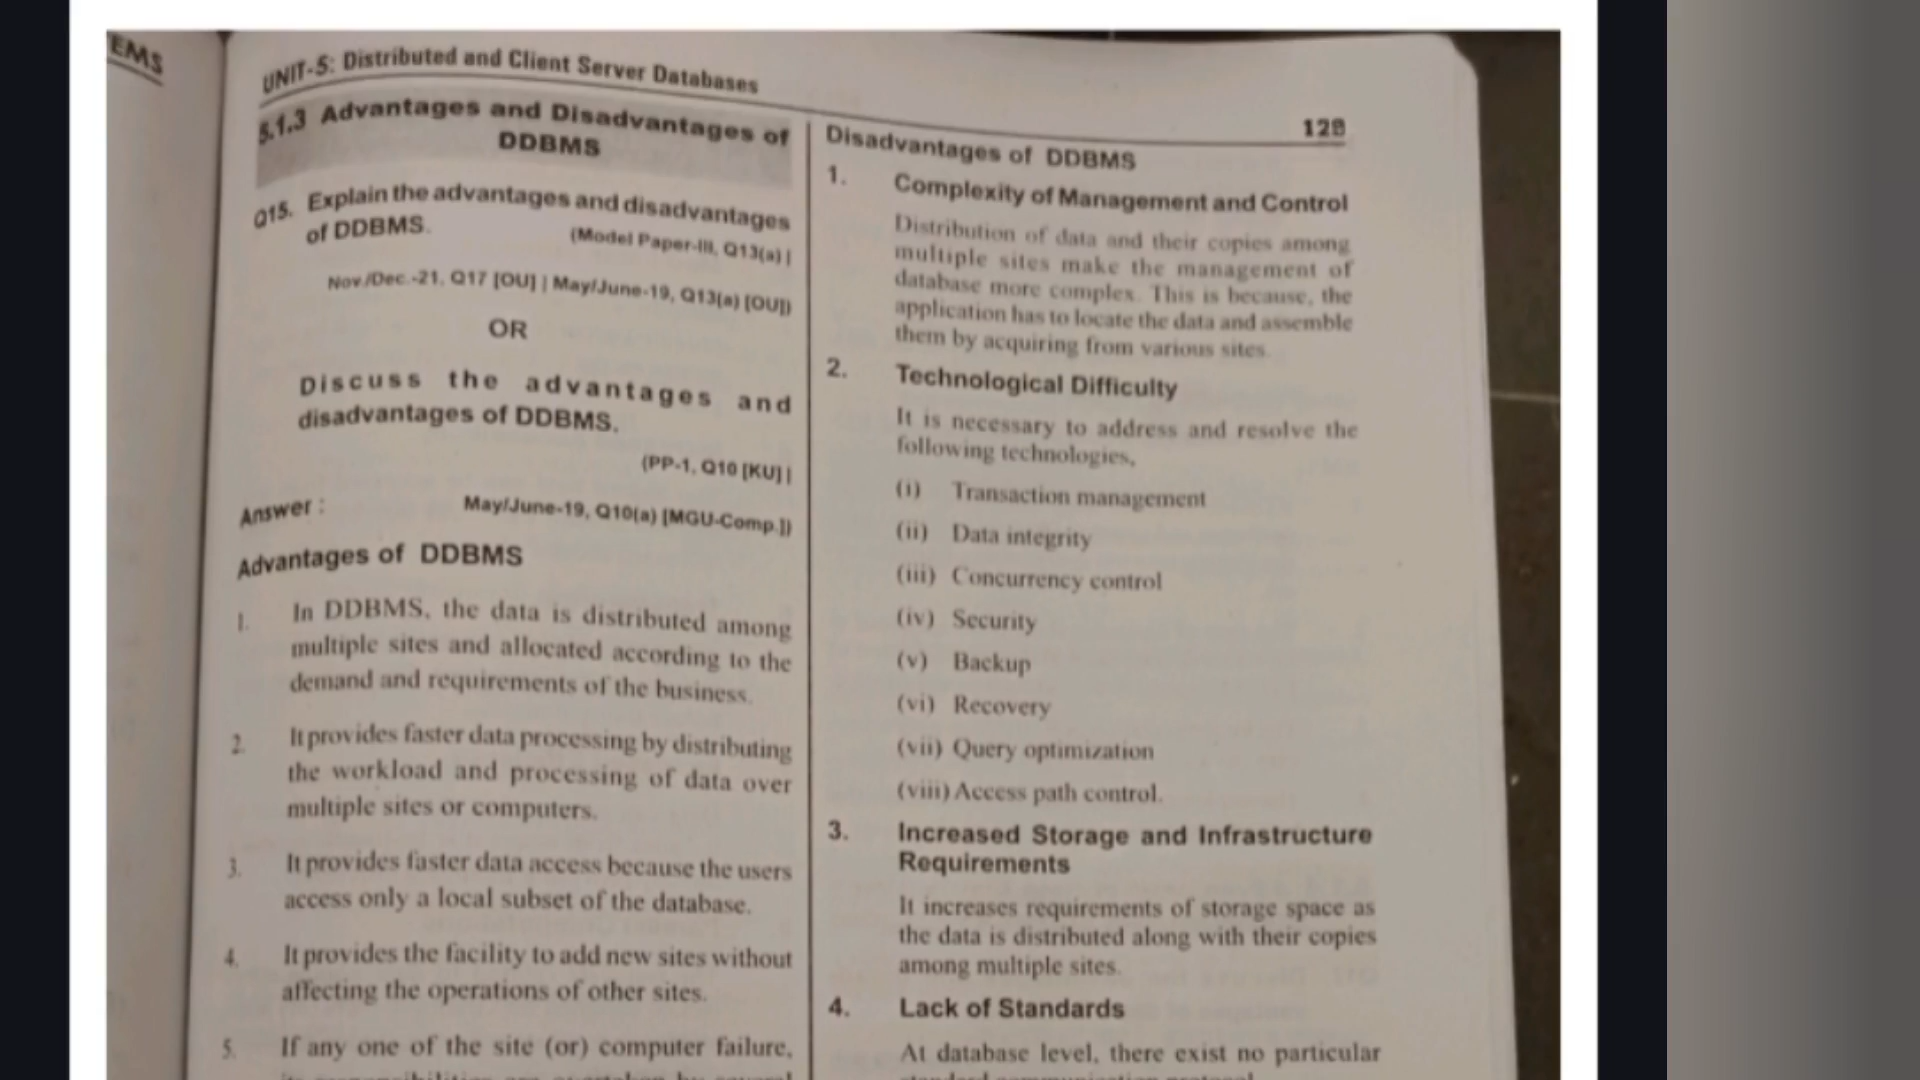 EMS
UNIT-5: Distributed and Client Server Databases
128
5.1.3 Advantages and Disadvantages of
DDBMS
Q15. Explain the advantages and disadvantages
of DDBMS.
(Model Paper-III, Q13(a) |
Nov./Dec.-21, Q17 [OU] | May/June-19, Q13(a) [OU])
OR
Discuss the advantages and
disadvantages of DDBMS.
(PP-1, Q10 [KU] |
Answer :
May/June-19, Q10(a) [MGU-Comp.])
Advantages of DDBMS
1. In DDBMS, the data is distributed among
multiple sites and allocated according to the
demand and requirements of the business.
2. It provides faster data processing by distributing
the workload and processing of data over
multiple sites or computers.
3. It provides faster data access because the users
access only a local subset of the database.
4. It provides the facility to add new sites without
affecting the operations of other sites.
5. If any one of the site (or) computer failure,
Disadvantages of DDBMS
1. Complexity of Management and Control
Distribution of data and their copies among
multiple sites make the management of
database more complex. This is because, the
application has to locate the data and assemble
them by acquiring from various sites.
2. Technological Difficulty
It is necessary to address and resolve the
following technologies,
(i) Transaction management
(ii) Data integrity
(iii) Concurrency control
(iv) Security
(v) Backup
(vi) Recovery
(vii) Query optimization
(viii) Access path control.
3. Increased Storage and Infrastructure
Requirements
It increases requirements of storage space as
the data is distributed along with their copies
among multiple sites.
4. Lack of Standards
At database level, there exist no particular